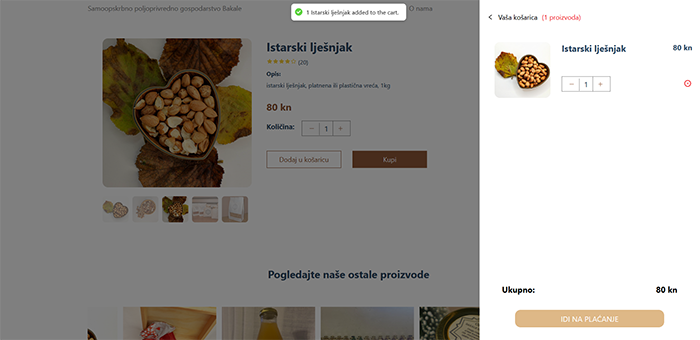 Samoopskrbno poljoprivredno gospodarstvo Bakale
O nama
1 Istarski lješnjak added to the cart.
Istarski lješnjak
(20)
Opis:
istarski lješnjak, platnena ili plastična vreća, 1kg
80 kn
Količina:
− 1 +
Dodaj u košaricu
Kupi
Pogledajte naše ostale proizvode
Vaša košarica (1 proizvoda)
Istarski lješnjak
80 kn
− 1 +
Ukupno:
80 kn
IDI NA PLAĆANJE